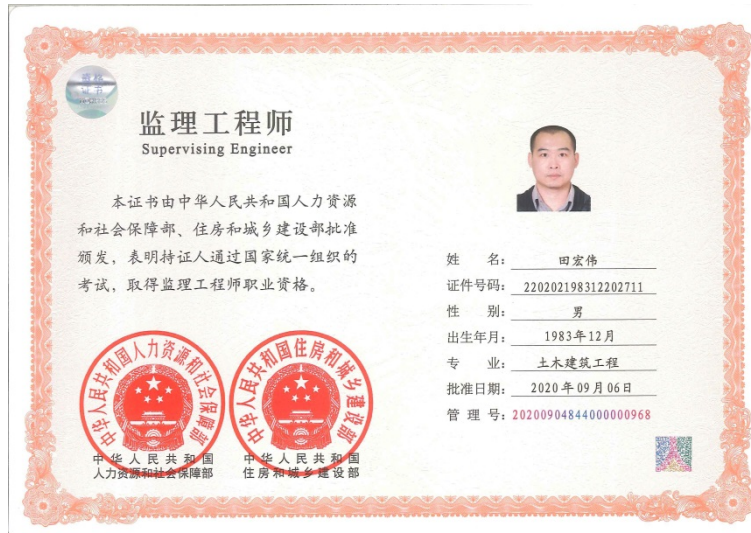 资格
证书
监理工程师
Supervising Engineer
本证书由中华人民共和国人力资源
和社会保障部、住房和城乡建设部批准
颁发，表明持证人通过国家统一组织的
考试，取得监理工程师职业资格。
姓 名：田宏伟
证件号码：220202198312202711
性 别：男
出生年月：1983年12月
专 业：土木建筑工程
批准日期：2020年09月06日
管 理 号：20200904844000000968
中华人民共和国人力资源和社会保障部
中华人民共和国住房和城乡建设部
中华人民共和国
人力资源和社会保障部
中华人民共和国
住房和城乡建设部